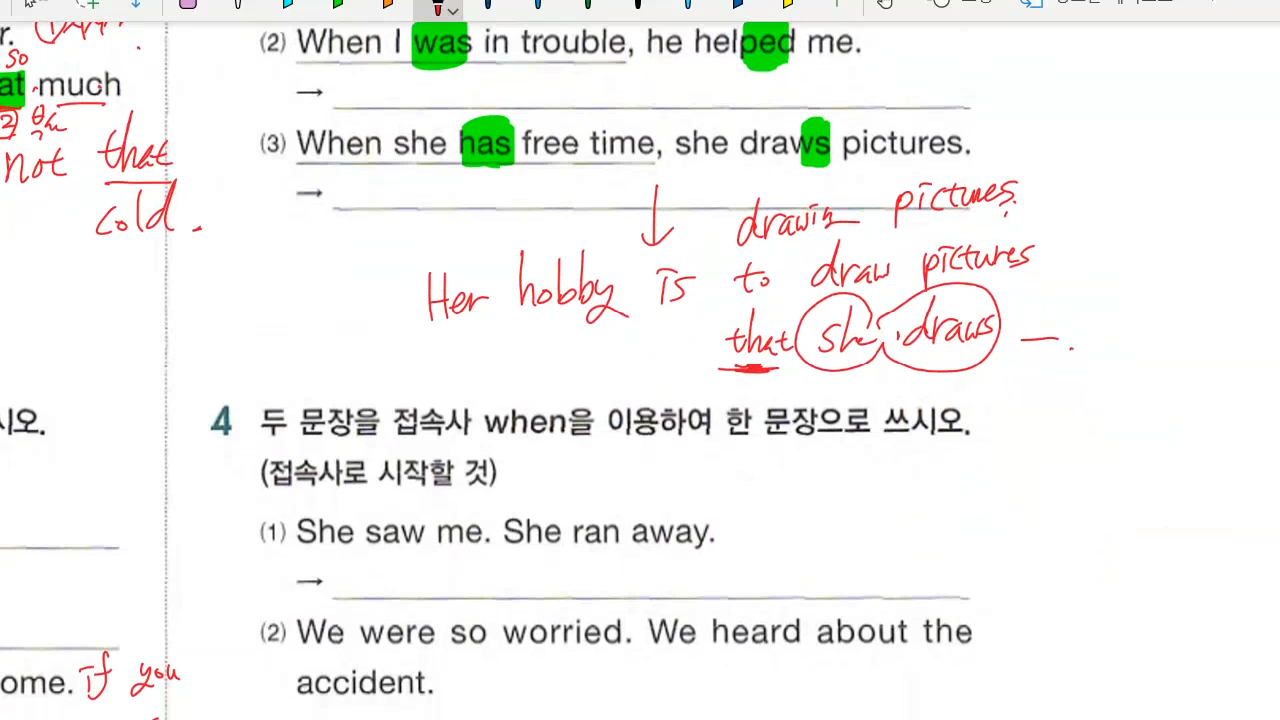 r.
so
at much
not that
cold.
ome. if you
(2) When I was in trouble, he helped me.
→
(3) When she has free time, she draws pictures.
→
drawing pictures.
Her hobby is to draw pictures
that she draws —.
시오.
4 두 문장을 접속사 when을 이용하여 한 문장으로 쓰시오.
(접속사로 시작할 것)
(1) She saw me. She ran away.
→
(2) We were so worried. We heard about the
accident.